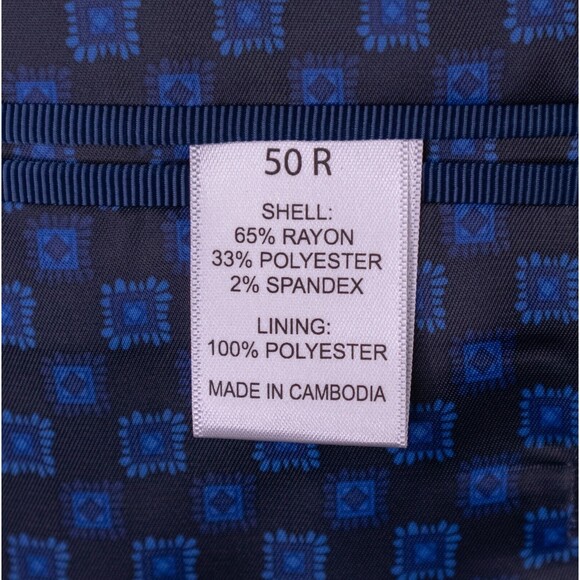 50 R
SHELL:
65% RAYON
33% POLYESTER
2% SPANDEX
LINING:
100% POLYESTER
MADE IN CAMBODIA